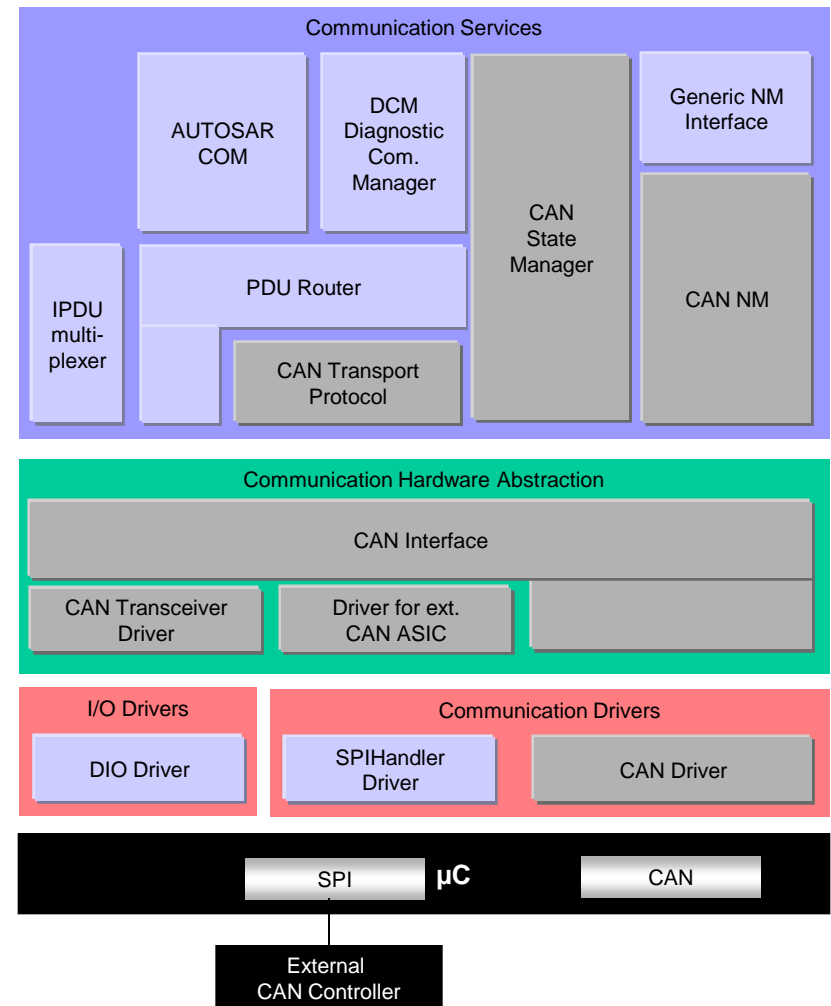 Communication Services
AUTOSAR
COM
DCM
Diagnostic
Com.
Manager
CAN
State
Manager
Generic NM
Interface
IPDU
multi-
plexer
PDU Router
CAN Transport
Protocol
CAN NM
Communication Hardware Abstraction
CAN Interface
CAN Transceiver
Driver
Driver for ext.
CAN ASIC
I/O Drivers
DIO Driver
Communication Drivers
SPIHandler
Driver
CAN Driver
SPI
µC
CAN
External
CAN Controller